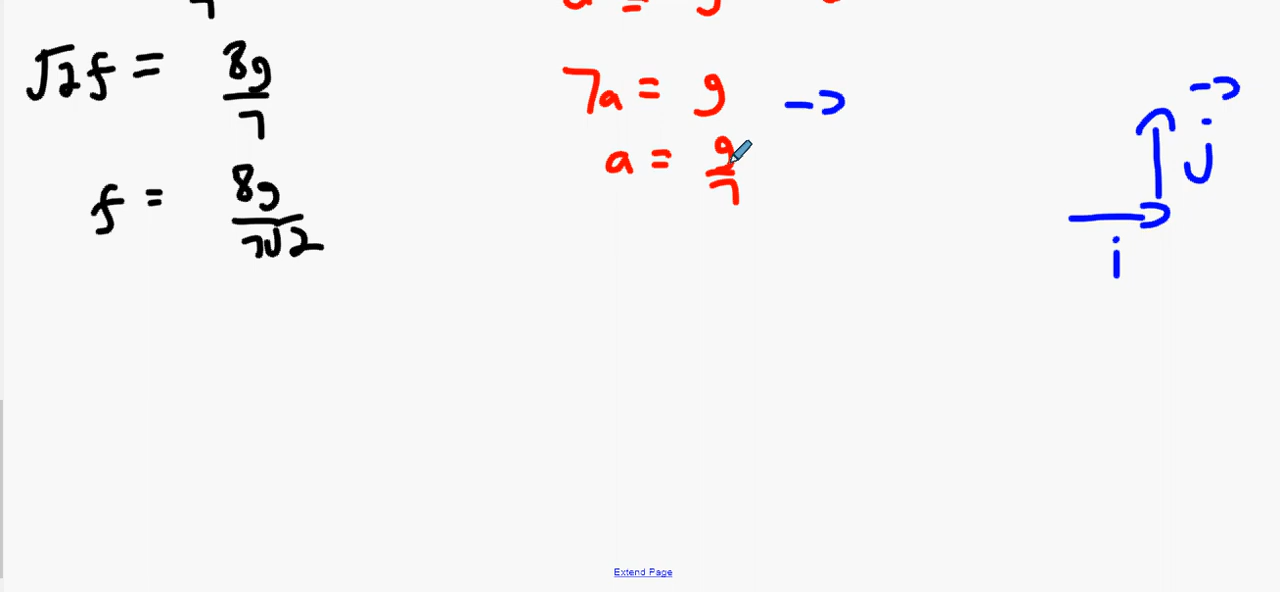 √2f = 8g/7
f = 8g/7√2
7a = g →
a = g/7
j
i
Extend Page